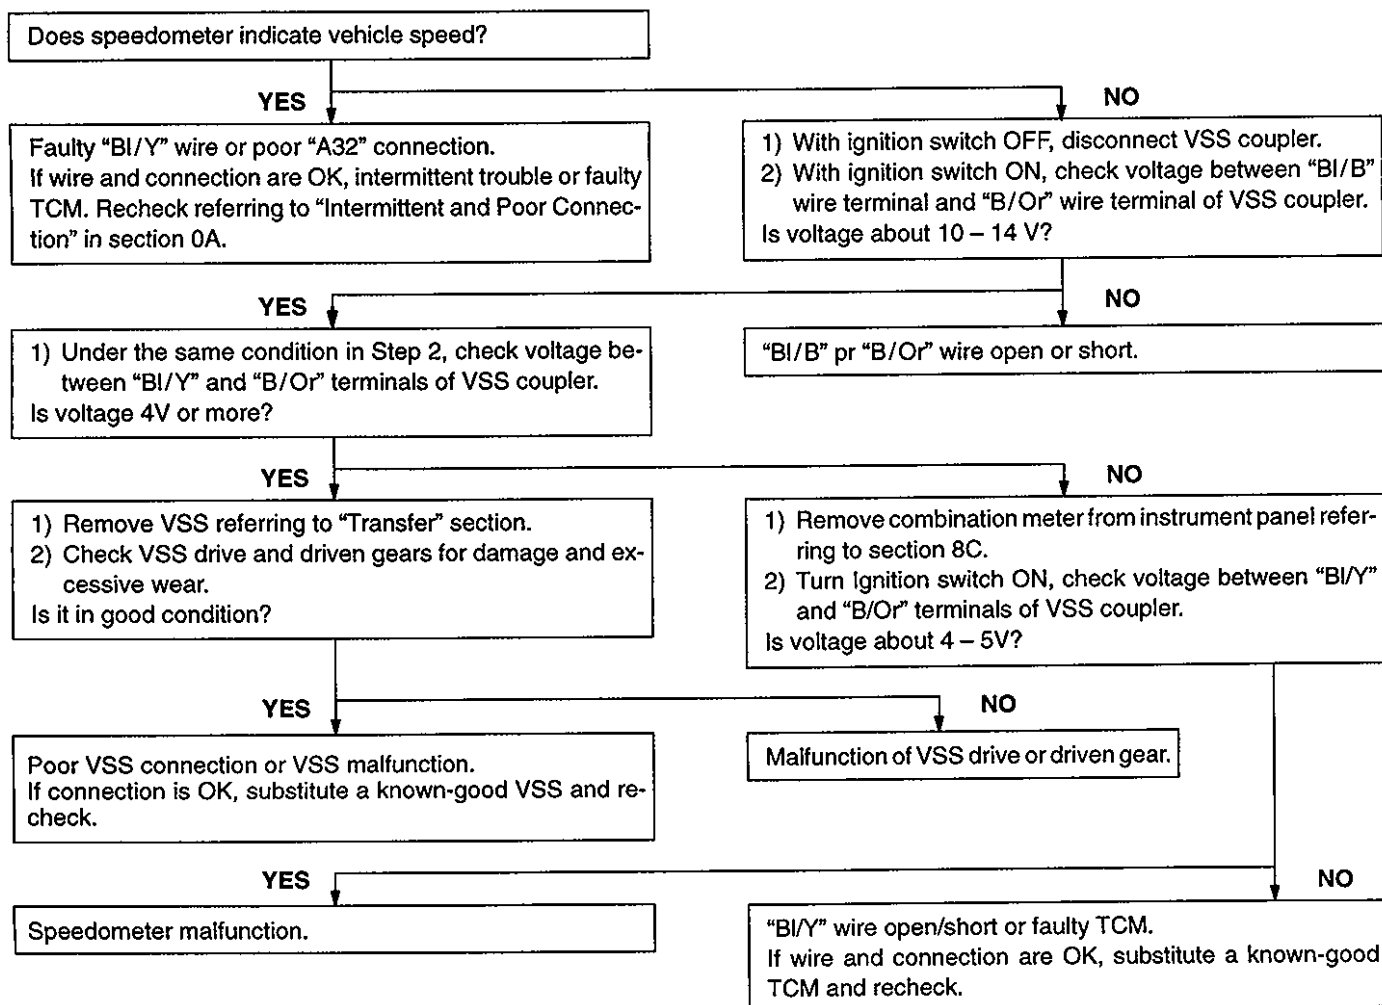 Does speedometer indicate vehicle speed?
YES
NO
Faulty “Bl/Y” wire or poor “A32” connection.
If wire and connection are OK, intermittent trouble or faulty
TCM. Recheck referring to “Intermittent and Poor Connec-
tion” in section 0A.
1) With ignition switch OFF, disconnect VSS coupler.
2) With ignition switch ON, check voltage between “Bl/B”
wire terminal and “B/Or” wire terminal of VSS coupler.
Is voltage about 10 – 14 V?
YES
NO
1) Under the same condition in Step 2, check voltage be-
tween “Bl/Y” and “B/Or” terminals of VSS coupler.
Is voltage 4V or more?
“Bl/B” pr “B/Or” wire open or short.
YES
NO
1) Remove VSS referring to “Transfer” section.
2) Check VSS drive and driven gears for damage and ex-
cessive wear.
Is it in good condition?
1) Remove combination meter from instrument panel refer-
ring to section 8C.
2) Turn Ignition switch ON, check voltage between “Bl/Y”
and “B/Or” terminals of VSS coupler.
Is voltage about 4 – 5V?
YES
NO
Poor VSS connection or VSS malfunction.
If connection is OK, substitute a known-good VSS and re-
check.
Malfunction of VSS drive or driven gear.
YES
NO
Speedometer malfunction.
“Bl/Y” wire open/short or faulty TCM.
If wire and connection are OK, substitute a known-good
TCM and recheck.